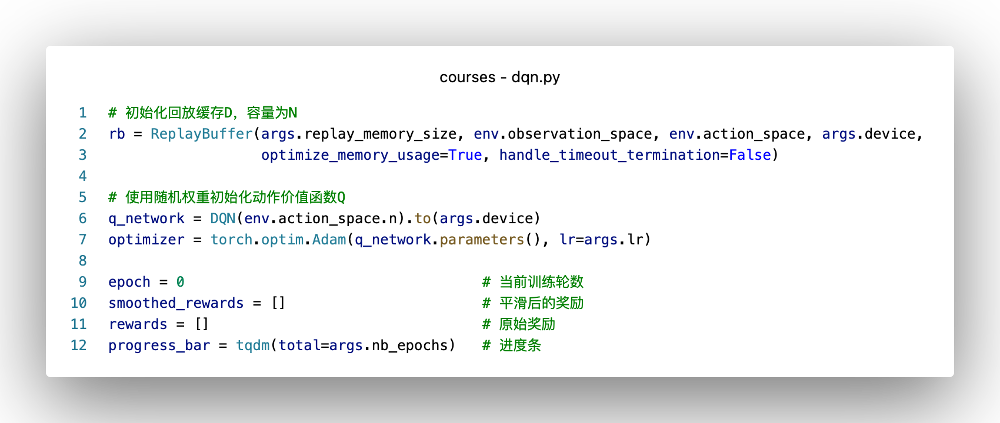 courses - dqn.py
1 # 初始化回放缓存D，容量为N
2 rb = ReplayBuffer(args.replay_memory_size, env.observation_space, env.action_space, args.device,
3                   optimize_memory_usage=True, handle_timeout_termination=False)
4
5 # 使用随机权重初始化动作价值函数Q
6 q_network = DQN(env.action_space.n).to(args.device)
7 optimizer = torch.optim.Adam(q_network.parameters(), lr=args.lr)
8
9 epoch = 0                                   # 当前训练轮数
10 smoothed_rewards = []                       # 平滑后的奖励
11 rewards = []                                # 原始奖励
12 progress_bar = tqdm(total=args.nb_epochs)   # 进度条